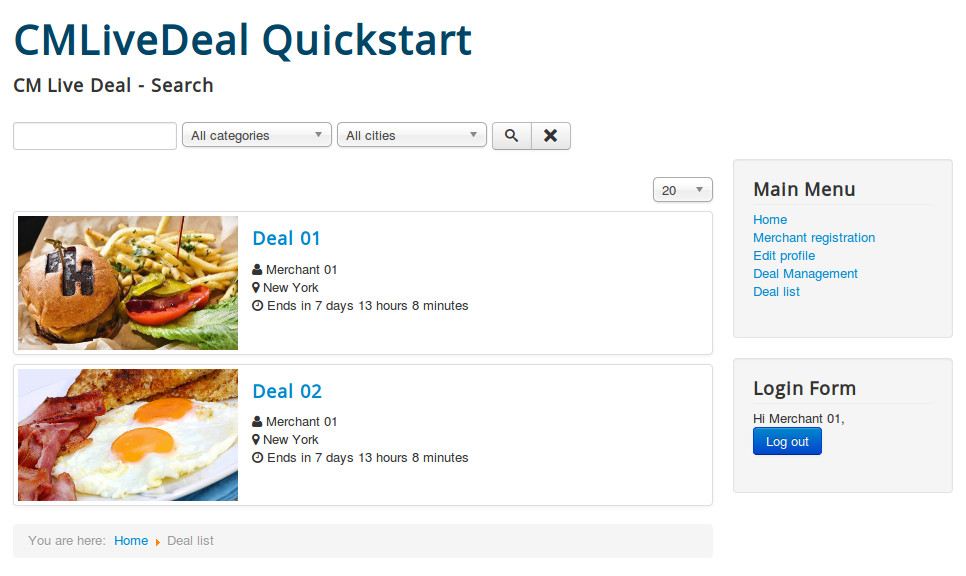 CMLiveDeal Quickstart
CM Live Deal - Search
All categories All cities
20
Deal 01
Merchant 01
New York
Ends in 7 days 13 hours 8 minutes
Deal 02
Merchant 01
New York
Ends in 7 days 13 hours 8 minutes
You are here: Home Deal list
Main Menu
Home
Merchant registration
Edit profile
Deal Management
Deal list
Login Form
Hi Merchant 01,
Log out